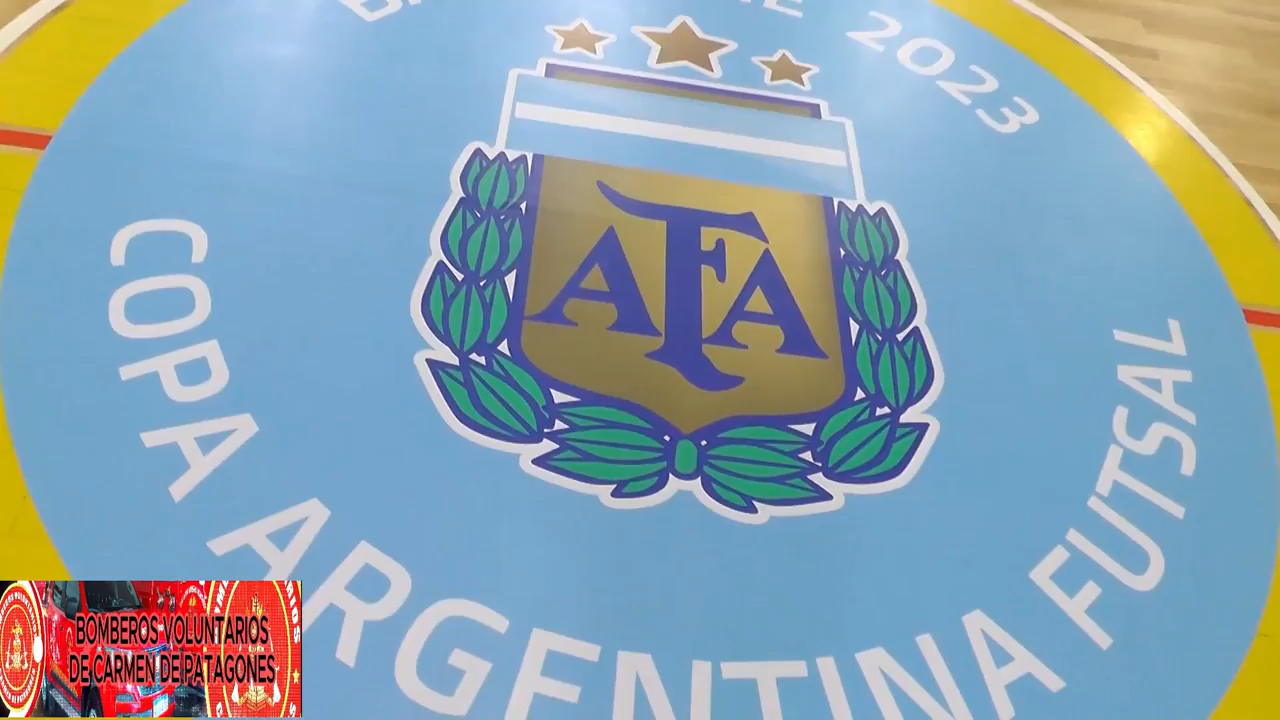 2023
AFA
COPA ARGENTINA FUTSAL
BOMBEROS VOLUNTARIOS
DE CARMEN DE PATAGONES